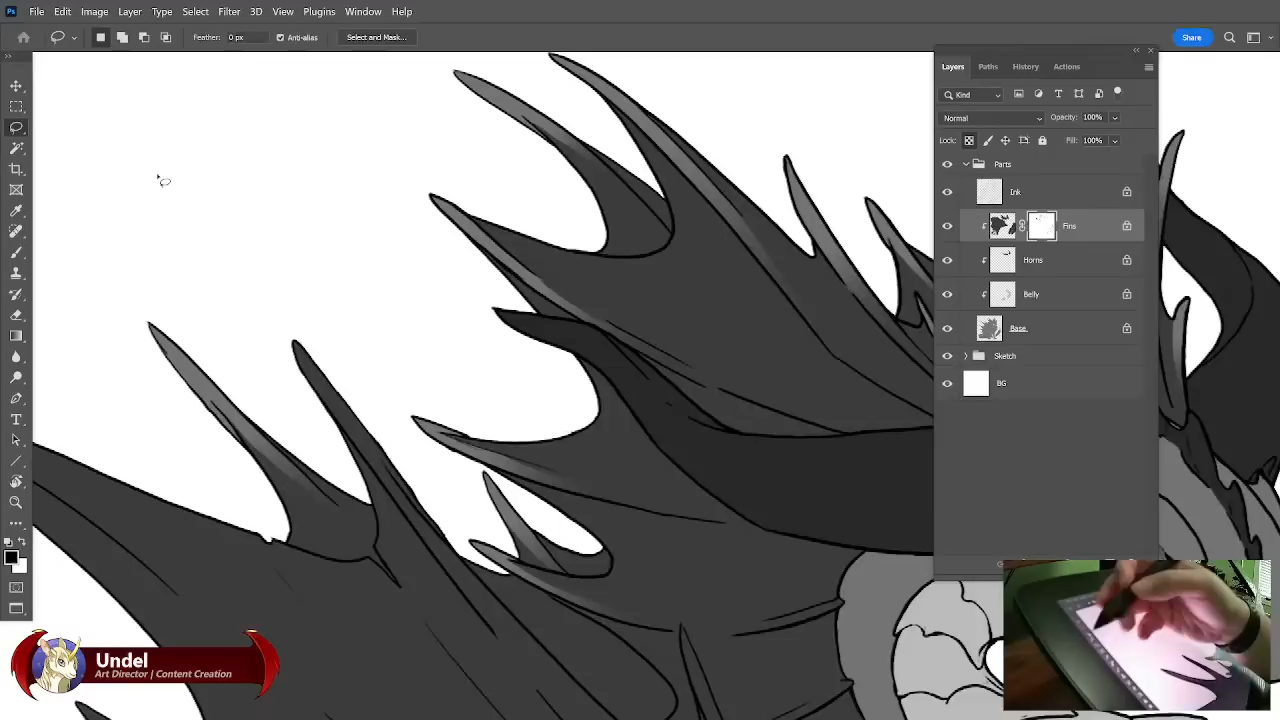 Ps File Edit Image Layer Type Select Filter 3D View Plugins Window Help
Feather: 0 px Anti-alias Select and Mask... Share
Layers Paths History Actions
Kind
Normal Opacity: 100%
Lock: Fill: 100%
Parts
Ink
Fins
Horns
Belly
Base
Sketch
BG
Undel
Art Director | Content Creation